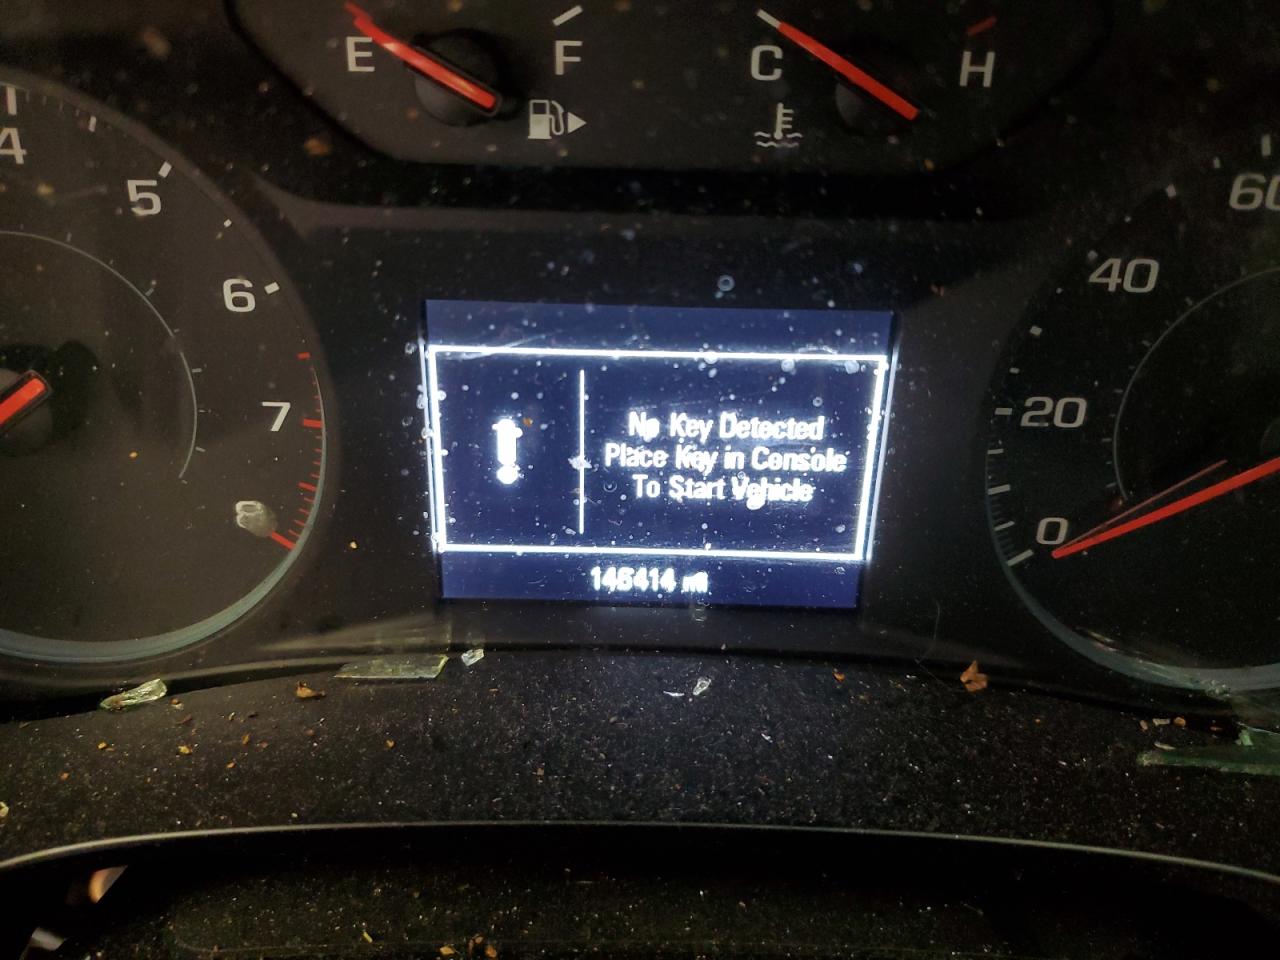 E F C H
4 5 6 7 8
60 40 20 0
No Key Detected
Place Key in Console
To Start Vehicle
146414 mi